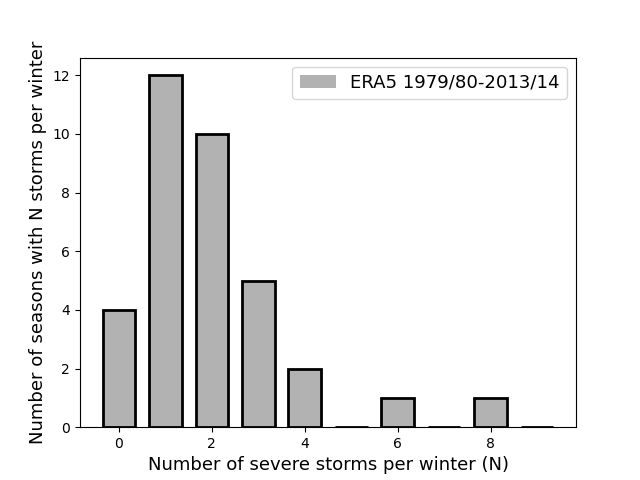 ERA5 1979/80-2013/14
Number of seasons with N storms per winter
12
10
8
6
4
2
0
0 2 4 6 8
Number of severe storms per winter (N)